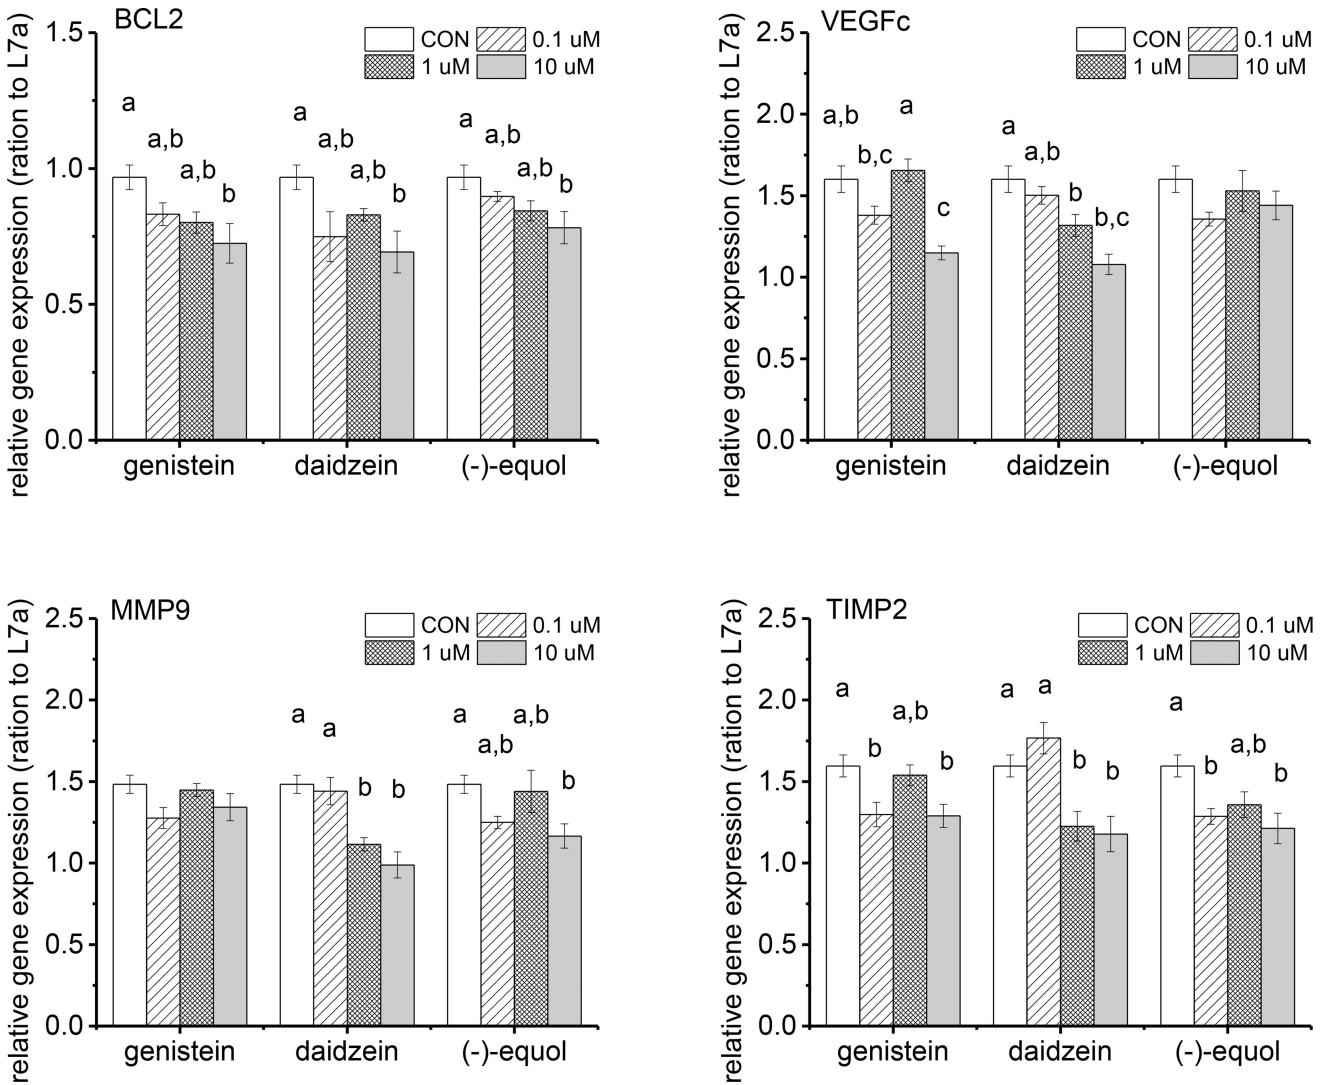 BCL2
relative gene expression (ration to L7a)
1.5
1.0
0.5
0.0
CON
0.1 uM
1 uM
10 uM
a
a,b
a,b
b
a
a,b
a,b
b
a
a,b
a,b
b
genistein
daidzein
(-)-equol
VEGFc
relative gene expression (ration to L7a)
2.5
2.0
1.5
1.0
0.5
0.0
CON
0.1 uM
1 uM
10 uM
a,b
b,c
a
c
a
a,b
b
b,c
genistein
daidzein
(-)-equol
MMP9
relative gene expression (ration to L7a)
2.5
2.0
1.5
1.0
0.5
0.0
CON
0.1 uM
1 uM
10 uM
a
a
b
b
a
a,b
a,b
b
genistein
daidzein
(-)-equol
TIMP2
relative gene expression (ration to L7a)
2.5
2.0
1.5
1.0
0.5
0.0
CON
0.1 uM
1 uM
10 uM
a
b
a,b
b
a
a
b
b
a
b
a,b
b
genistein
daidzein
(-)-equol